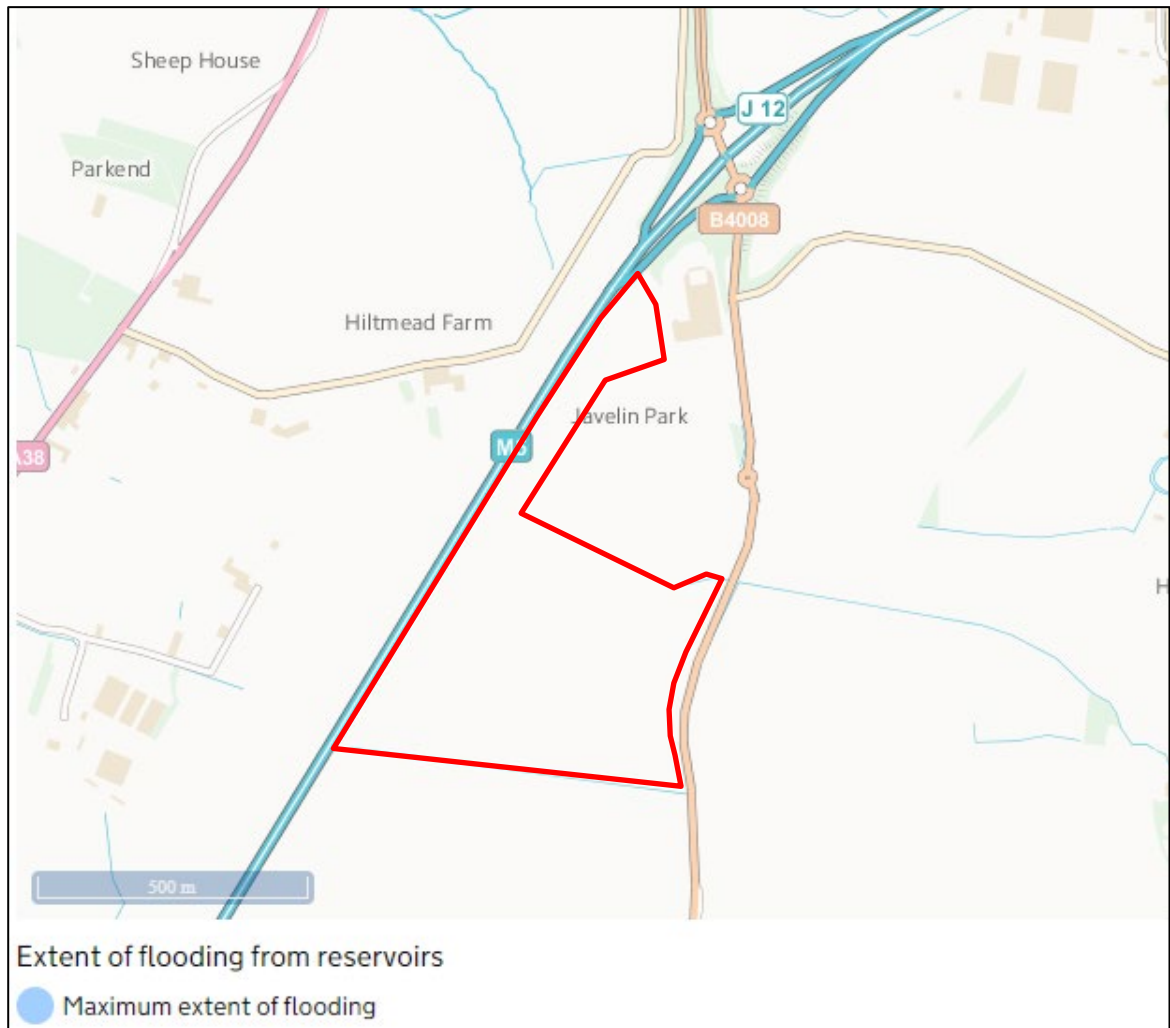 Sheep House
J 12
Parkend
B4008
Hiltmead Farm
Javelin Park
A38
500 m
Extent of flooding from reservoirs
Maximum extent of flooding